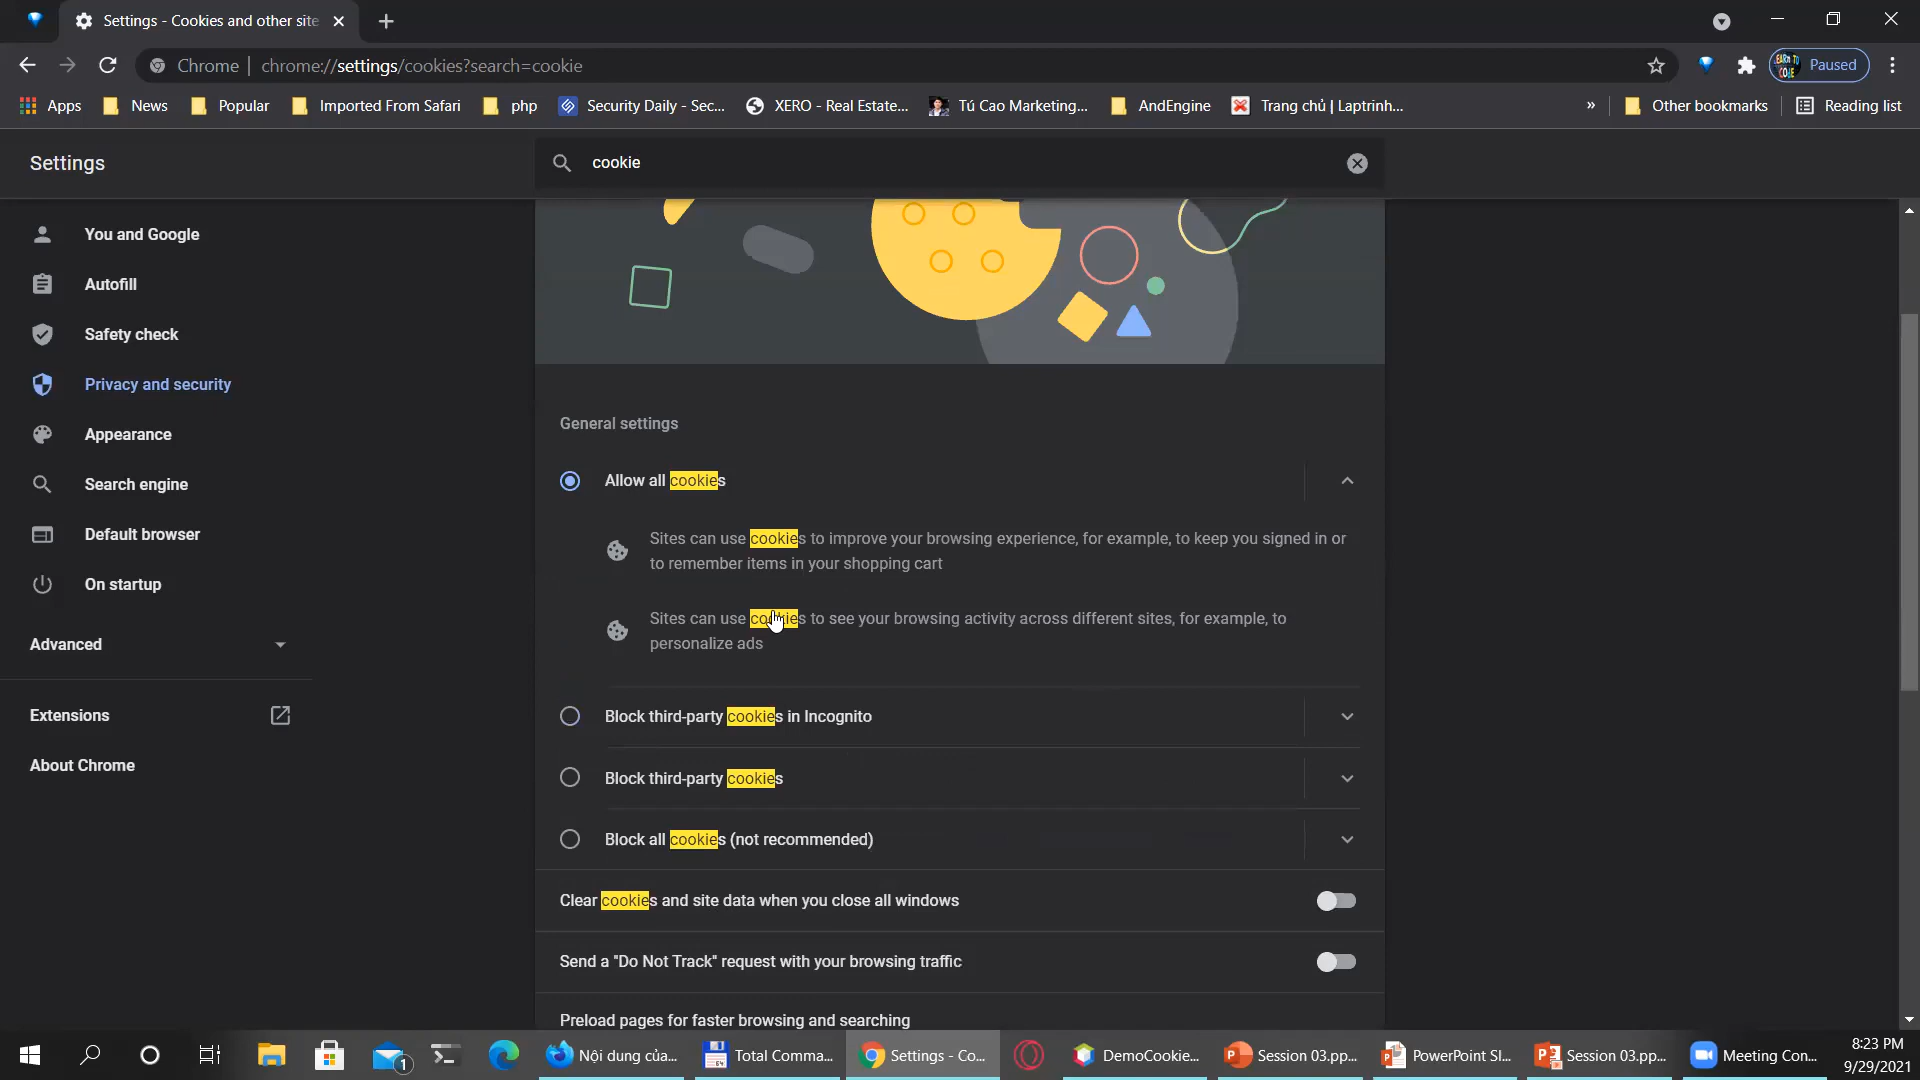 Settings - Cookies and other site
Chrome | chrome://settings/cookies?search=cookie
EARN TO CODE
Paused
Apps News Popular Imported From Safari php Security Daily - Sec... XERO - Real Estate... Tú Cao Marketing... AndEngine Trang chủ | Laptrinh... » Other bookmarks Reading list
Settings
cookie
You and Google
Autofill
Safety check
Privacy and security
Appearance
Search engine
Default browser
On startup
Advanced
Extensions
About Chrome
General settings
Allow all cookies
Sites can use cookies to improve your browsing experience, for example, to keep you signed in or
to remember items in your shopping cart
Sites can use cookies to see your browsing activity across different sites, for example, to
personalize ads
Block third-party cookies in Incognito
Block third-party cookies
Block all cookies (not recommended)
Clear cookies and site data when you close all windows
Send a "Do Not Track" request with your browsing traffic
Preload pages for faster browsing and searching
1 Nội dung của... 64 Total Comma... Settings - Co... DemoCookie... Session 03.pp... PowerPoint Sl... Session 03.pp... Meeting Con...
8:23 PM
9/29/2021